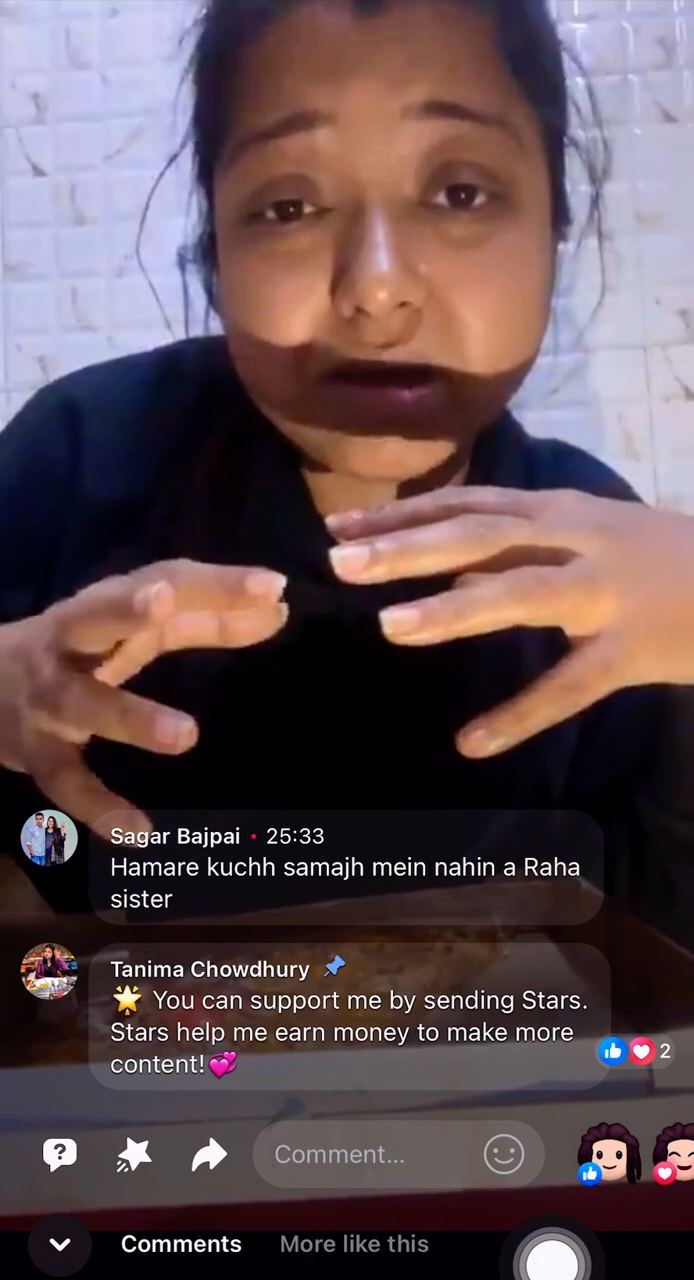 Sagar Bajpai • 25:33
Hamare kuchh samajh mein nahin a Raha
sister
Tanima Chowdhury 📌
🌟 You can support me by sending Stars.
Stars help me earn money to make more
content!💞
2
Comment...
Comments More like this